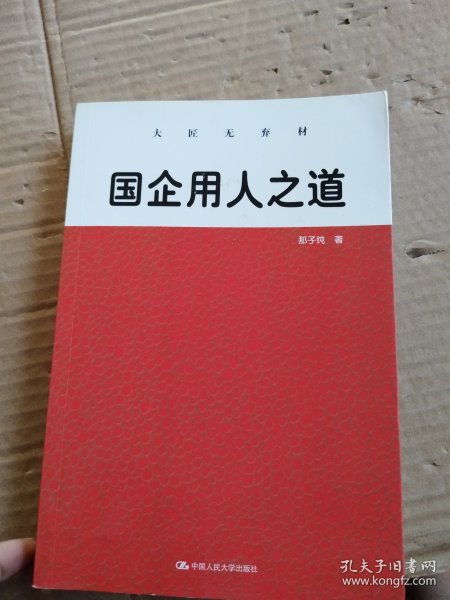 大匠无弃材
国企用人之道
那子纯 著
中国人民大学出版社
孔夫子旧书网
www.kongfz.com